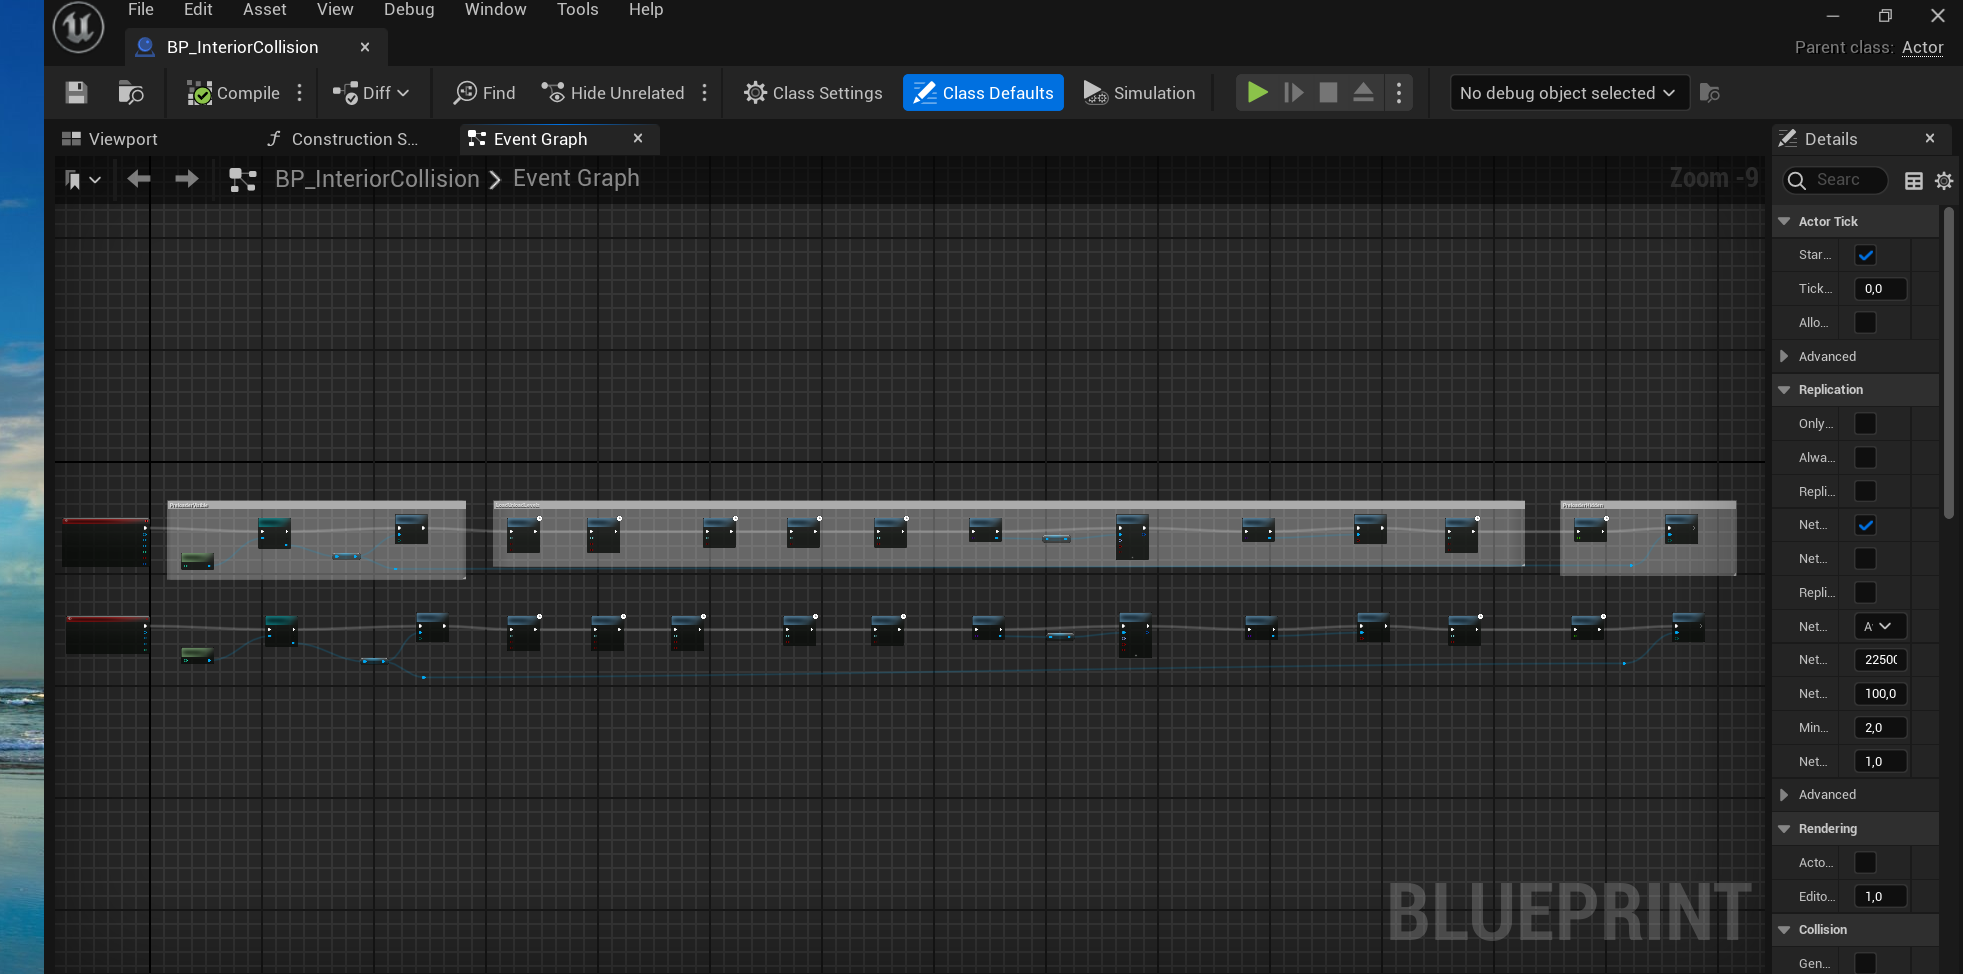 File Edit Asset View Debug Window Tools Help
BP_InteriorCollision
Parent class: Actor
Compile
Diff
Find
Hide Unrelated
Class Settings
Class Defaults
Simulation
No debug object selected
Viewport
Construction S...
Event Graph
Details
BP_InteriorCollision > Event Graph
Zoom -9
Searc
Actor Tick
Star...
Tick... 0,0
Allo...
Advanced
Replication
Only...
Alwa...
Repli...
Net...
Net...
Repli...
Net... A
Net... 2250
Net... 100,0
Min... 2,0
Net... 1,0
Advanced
Rendering
Acto...
Edito... 1,0
Collision
Gen...
PreloaderVisible
PreloaderHidden
BLUEPRINT